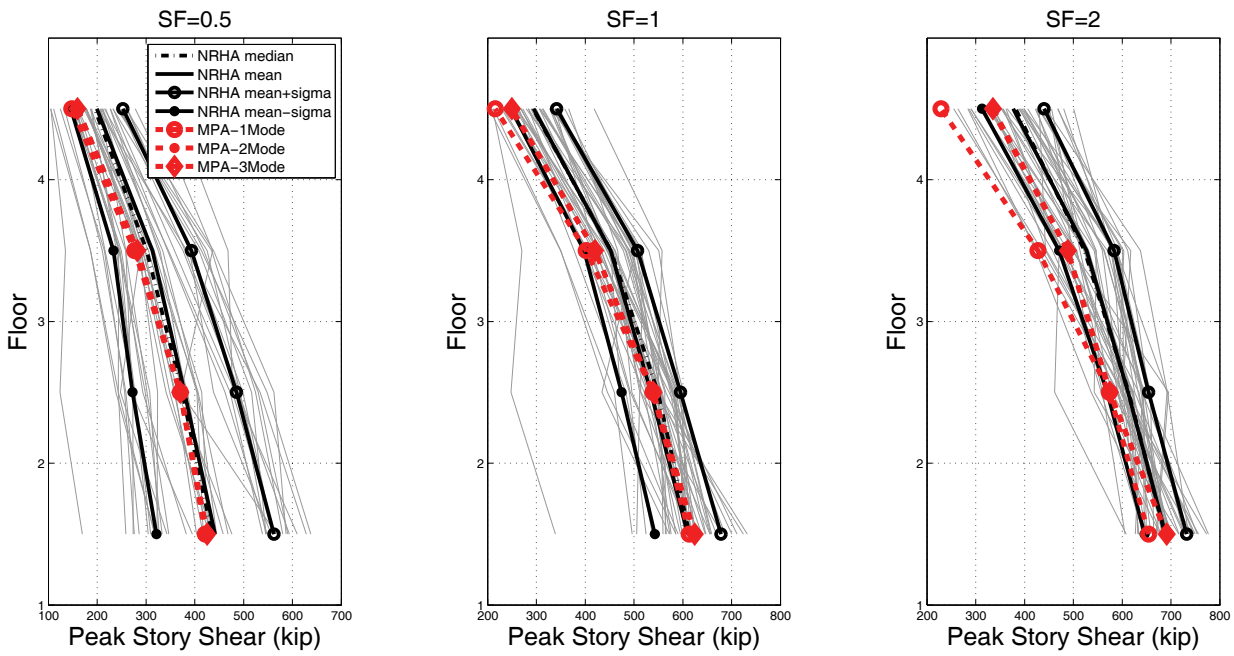 SF=0.5
NRHA median
NRHA mean
NRHA mean+sigma
NRHA mean−sigma
MPA−1Mode
MPA−2Mode
MPA−3Mode
4
3
2
1
Floor
100 200 300 400 500 600 700
Peak Story Shear (kip)
SF=1
4
3
2
1
Floor
200 300 400 500 600 700 800
Peak Story Shear (kip)
SF=2
4
3
2
1
Floor
200 300 400 500 600 700 800
Peak Story Shear (kip)